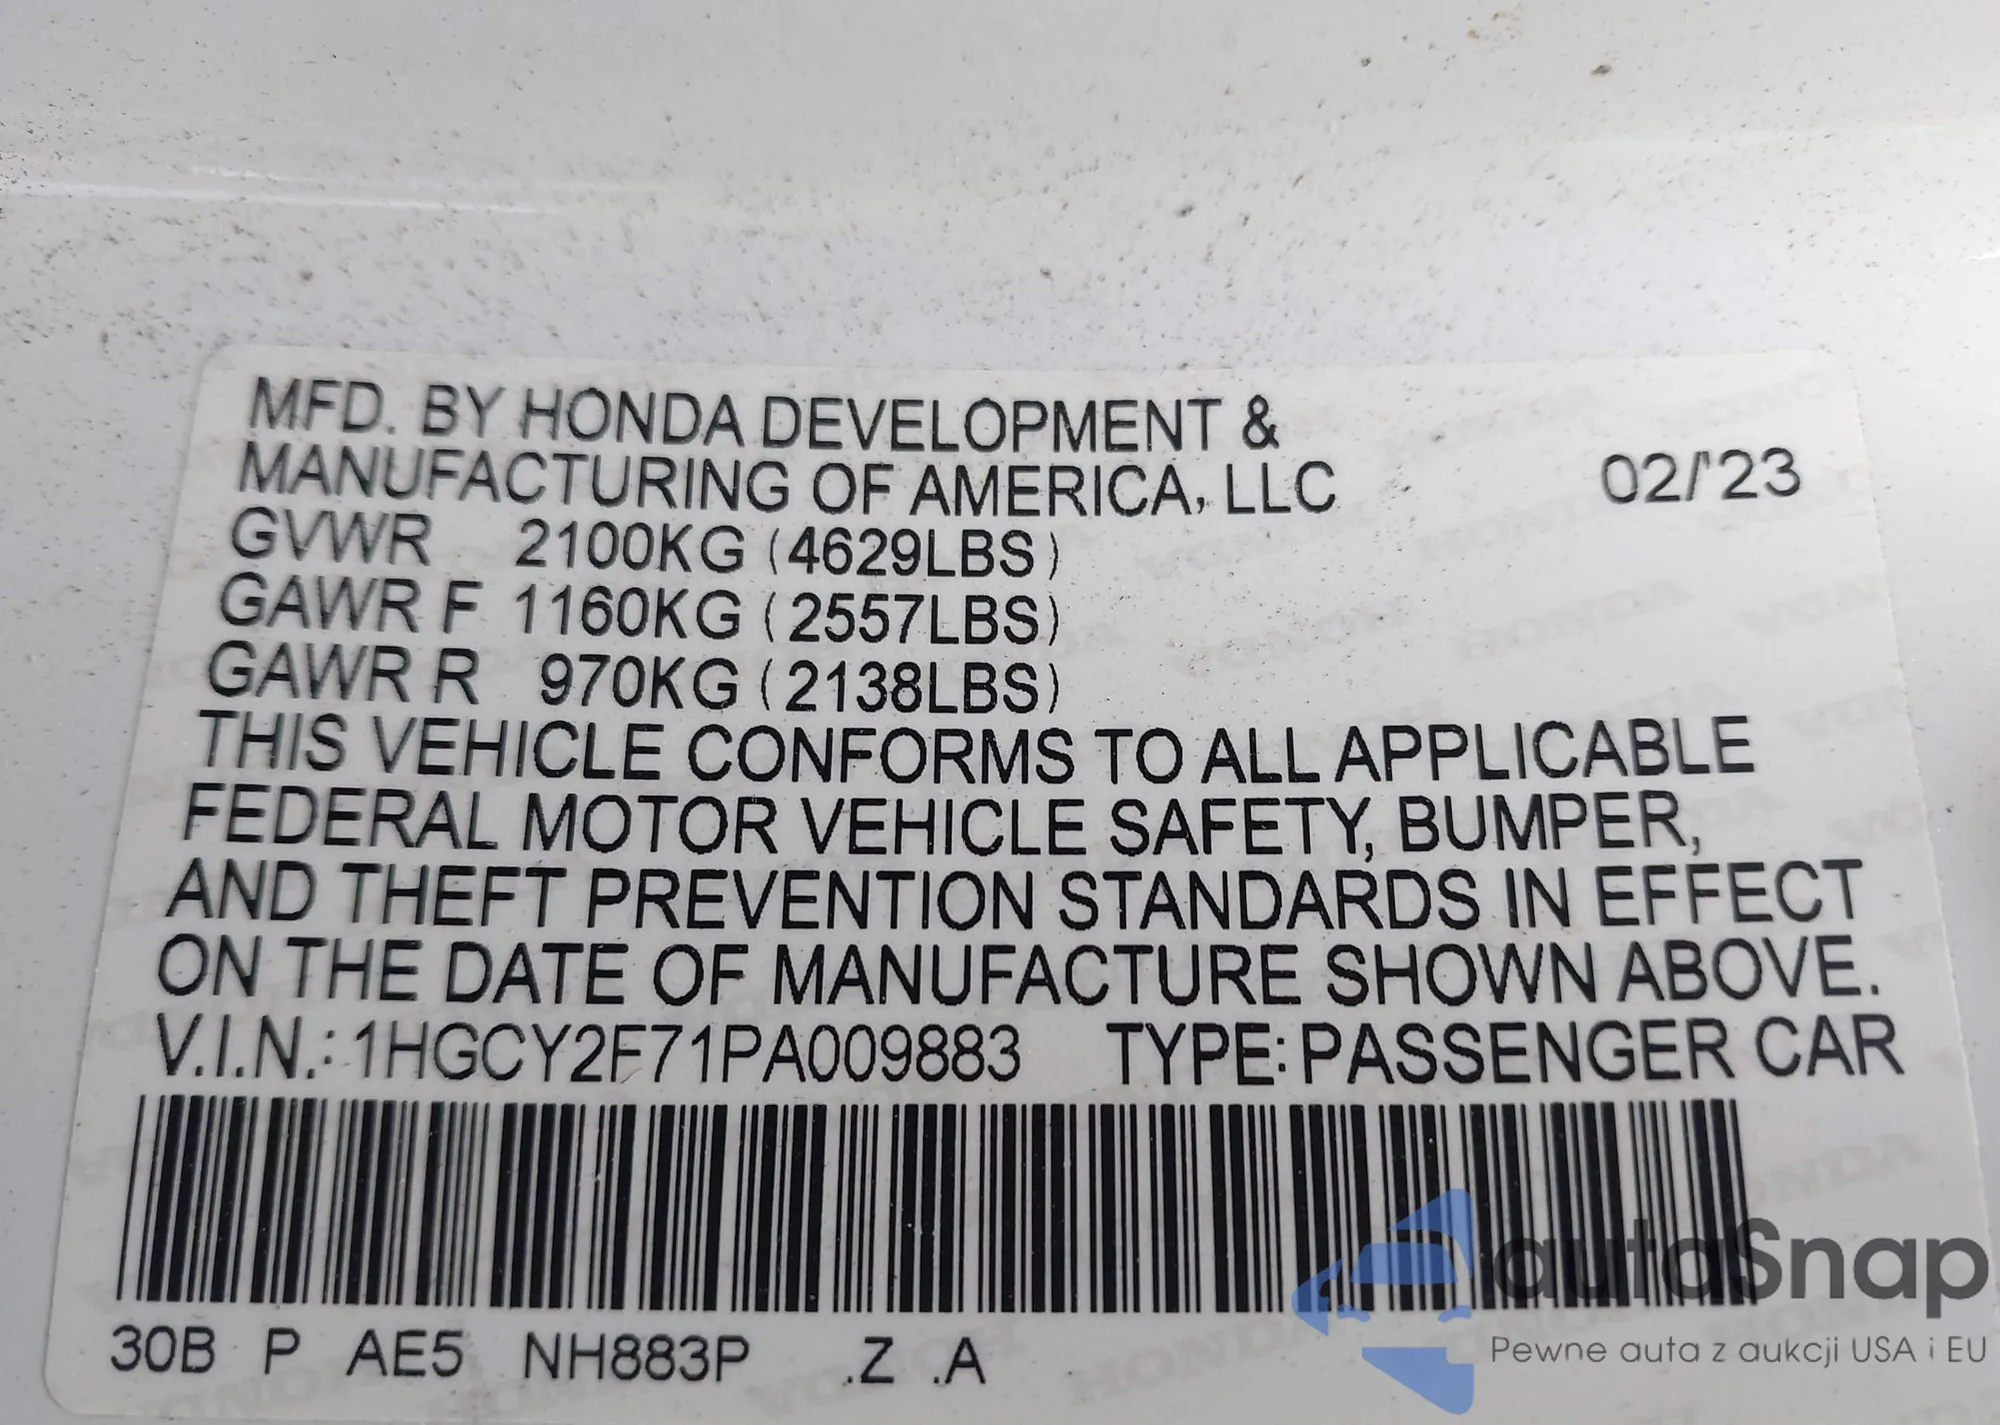 MFD. BY HONDA DEVELOPMENT &
MANUFACTURING OF AMERICA, LLC 02/'23
GVWR 2100KG (4629LBS)
GAWR F 1160KG (2557LBS)
GAWR R 970KG (2138LBS)
THIS VEHICLE CONFORMS TO ALL APPLICABLE
FEDERAL MOTOR VEHICLE SAFETY, BUMPER,
AND THEFT PREVENTION STANDARDS IN EFFECT
ON THE DATE OF MANUFACTURE SHOWN ABOVE.
V.I.N.: 1HGCY2F71PA009883 TYPE: PASSENGER CAR
30B P AE5 NH883P .Z .A
autaSnap
Pewne auta z aukcji USA i EU